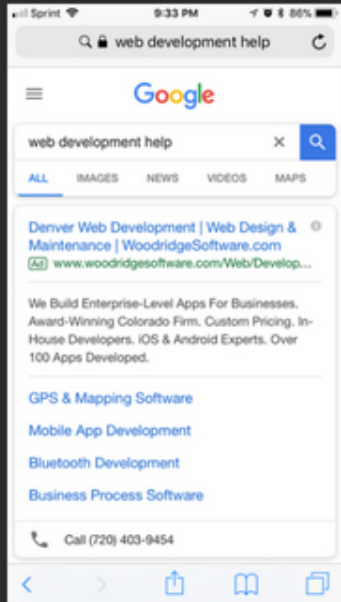 Sprint 9:33 PM 86%
web development help
Google
web development help
ALL IMAGES NEWS VIDEOS MAPS
Denver Web Development | Web Design &
Maintenance | WoodridgeSoftware.com
Ad www.woodridgesoftware.com/Web/Develop...
We Build Enterprise-Level Apps For Businesses.
Award-Winning Colorado Firm. Custom Pricing. In-
House Developers. iOS & Android Experts. Over
100 Apps Developed.
GPS & Mapping Software
Mobile App Development
Bluetooth Development
Business Process Software
Call (720) 403-9454